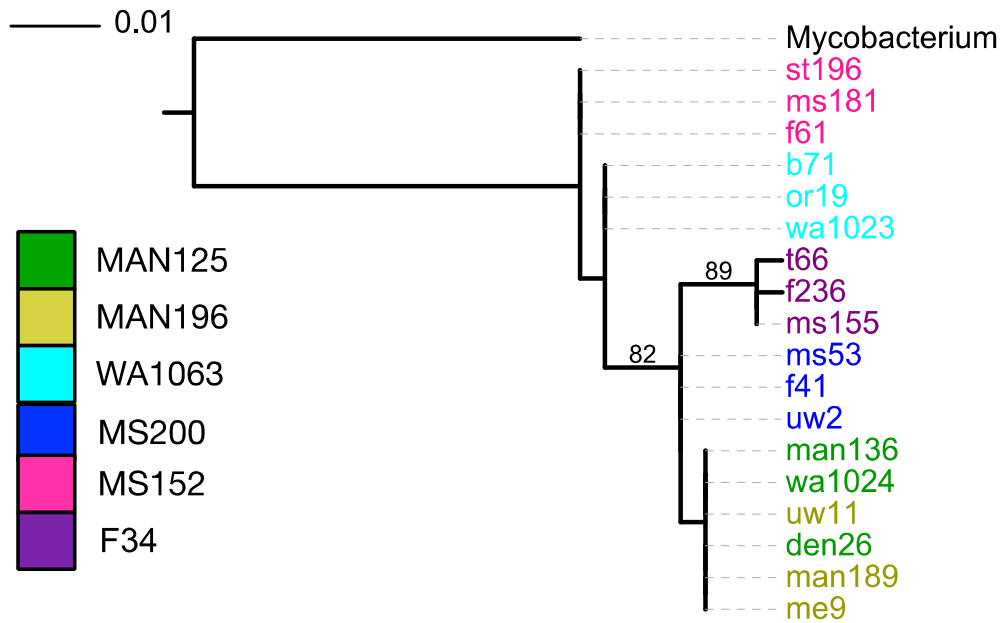 0.01
Mycobacterium
st196
ms181
f61
b71
or19
wa1023
t66
89
f236
ms155
82
ms53
f41
uw2
man136
wa1024
uw11
den26
man189
me9
MAN125
MAN196
WA1063
MS200
MS152
F34